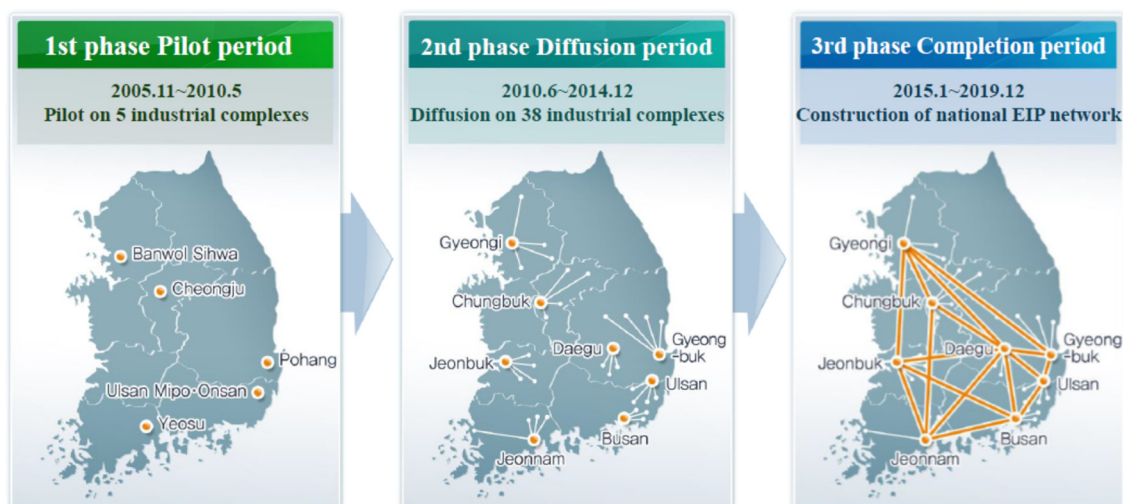 1st phase Pilot period
2005.11~2010.5
Pilot on 5 industrial complexes
Banwol Sihwa
Cheongju
Pohang
Ulsan Mipo·Onsan
Yeosu
2nd phase Diffusion period
2010.6~2014.12
Diffusion on 38 industrial complexes
Gyeongi
Chungbuk
Daegu
Gyeong
-buk
Jeonbuk
Ulsan
Busan
Jeonnam
3rd phase Completion period
2015.1~2019.12
Construction of national EIP network
Gyeongi
Chungbuk
Daegu
Gyeong
-buk
Jeonbuk
Ulsan
Busan
Jeonnam